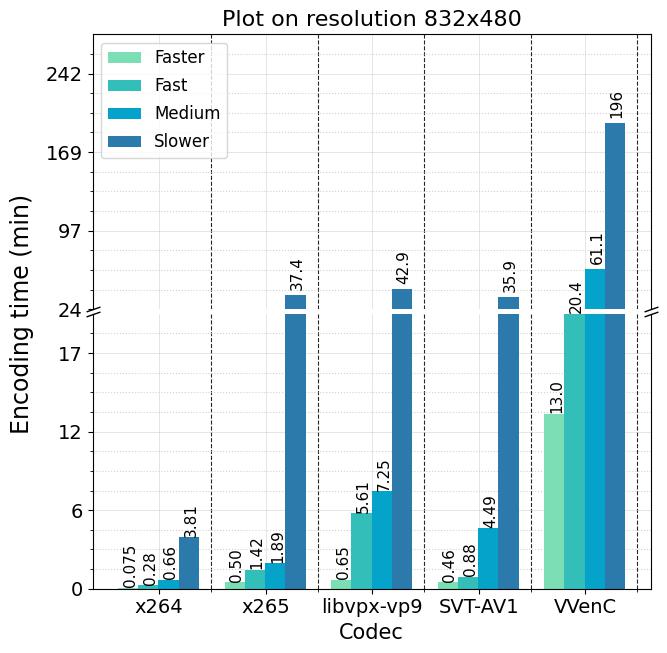 Plot on resolution 832x480
Faster
Fast
Medium
Slower
Encoding time (min)
242
169
97
24
17
12
6
0
0.075
0.28
0.66
3.81
0.50
1.42
1.89
37.4
0.65
5.61
7.25
42.9
0.46
0.88
4.49
35.9
13.0
20.4
61.1
196
x264
x265
libvpx-vp9
SVT-AV1
VVenC
Codec